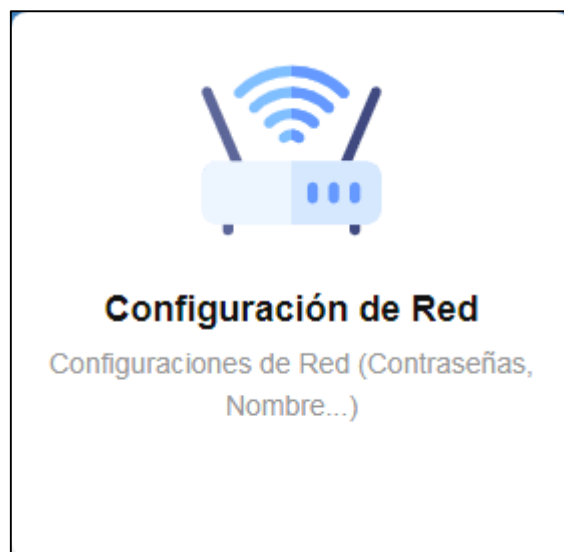 Configuración de Red
Configuraciones de Red (Contraseñas,
Nombre...)